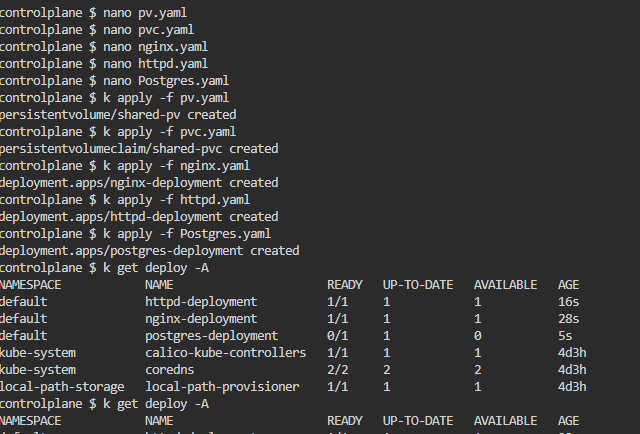 controlplane $ nano pv.yaml
controlplane $ nano pvc.yaml
controlplane $ nano nginx.yaml
controlplane $ nano httpd.yaml
controlplane $ nano Postgres.yaml
controlplane $ k apply -f pv.yaml
persistentvolume/shared-pv created
controlplane $ k apply -f pvc.yaml
persistentvolumeclaim/shared-pvc created
controlplane $ k apply -f nginx.yaml
deployment.apps/nginx-deployment created
controlplane $ k apply -f httpd.yaml
deployment.apps/httpd-deployment created
controlplane $ k apply -f Postgres.yaml
deployment.apps/postgres-deployment created
controlplane $ k get deploy -A
NAMESPACE NAME READY UP-TO-DATE AVAILABLE AGE
default httpd-deployment 1/1 1 1 16s
default nginx-deployment 1/1 1 1 28s
default postgres-deployment 0/1 1 0 5s
kube-system calico-kube-controllers 1/1 1 1 4d3h
kube-system coredns 2/2 2 2 4d3h
local-path-storage local-path-provisioner 1/1 1 1 4d3h
controlplane $ k get deploy -A
NAMESPACE NAME READY UP-TO-DATE AVAILABLE AGE